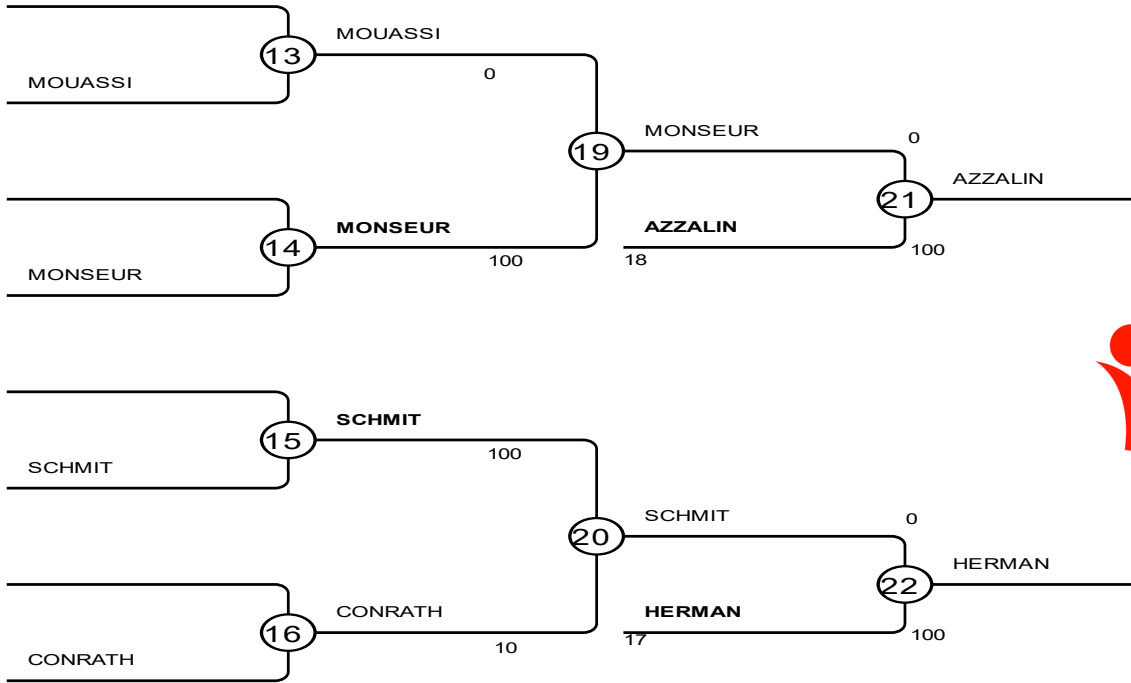 MOUASSI
13
MOUASSI
0
MONSEUR
0
19
AZZALIN
21
14
MONSEUR
AZZALIN
MONSEUR
100
18
100
SCHMIT
15
100
SCHMIT
SCHMIT
0
20
HERMAN
22
CONRATH
HERMAN
16
10
17
100
CONRATH